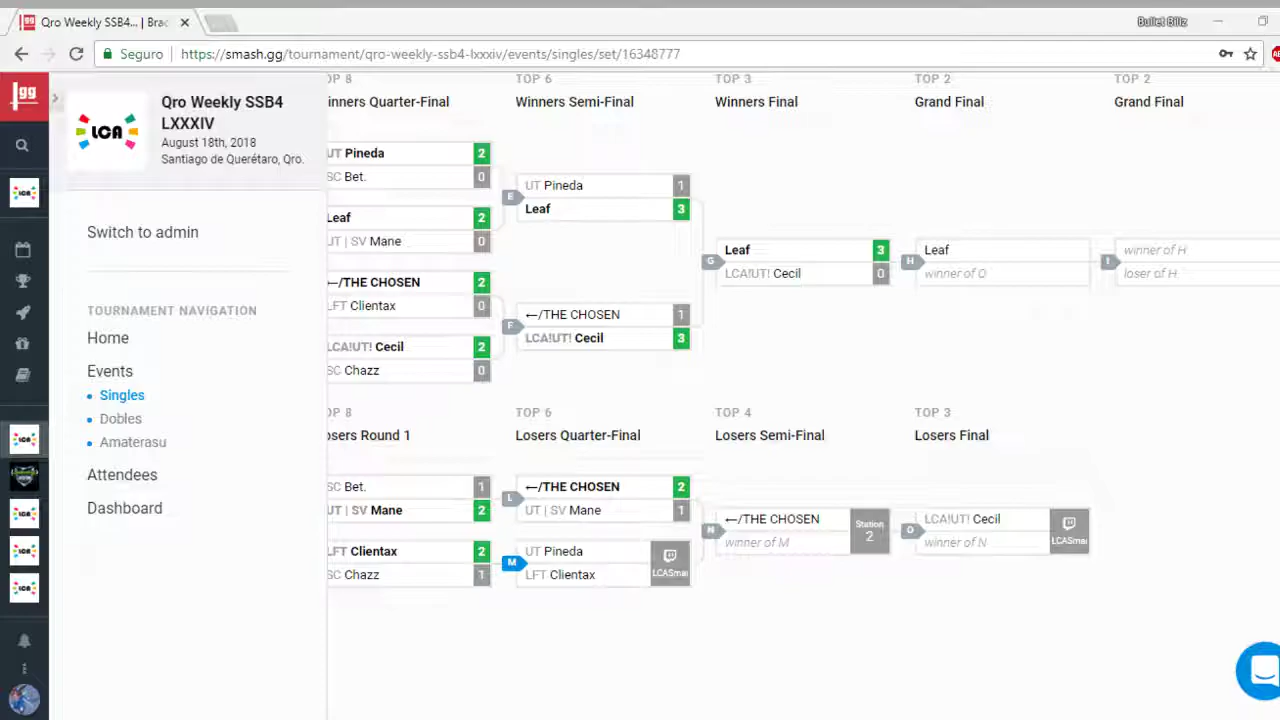 Qro Weekly SSB4... | Brac
Bullet Billz
Seguro
https://smash.gg/tournament/qro-weekly-ssb4-lxxxiv/events/singles/set/16348777
.gg
LCA
Qro Weekly SSB4
LXXXIV
August 18th, 2018
Santiago de Querétaro, Qro.
Switch to admin
TOURNAMENT NAVIGATION
Home
Events
Singles
Dobles
Amaterasu
Attendees
Dashboard
OP 8
TOP 6
TOP 3
TOP 2
TOP 2
inners Quarter-Final
Winners Semi-Final
Winners Final
Grand Final
Grand Final
UT Pineda 2
SC Bet. 0
Leaf 2
UT | SV Mane 0
←/THE CHOSEN 2
LFT Clientax 0
LCA!UT! Cecil 2
SC Chazz 0
E
UT Pineda 1
Leaf 3
F
←/THE CHOSEN 1
LCA!UT! Cecil 3
G
Leaf 3
LCA!UT! Cecil 0
H
Leaf
winner of O
I
winner of H
loser of H
OP 8
TOP 6
TOP 4
TOP 3
osers Round 1
Losers Quarter-Final
Losers Semi-Final
Losers Final
SC Bet. 1
UT | SV Mane 2
LFT Clientax 2
SC Chazz 1
L
←/THE CHOSEN 2
UT | SV Mane 1
M
UT Pineda
LFT Clientax
LCASmas
N
←/THE CHOSEN
winner of M
Station
2
O
LCA!UT! Cecil
winner of N
LCASmas